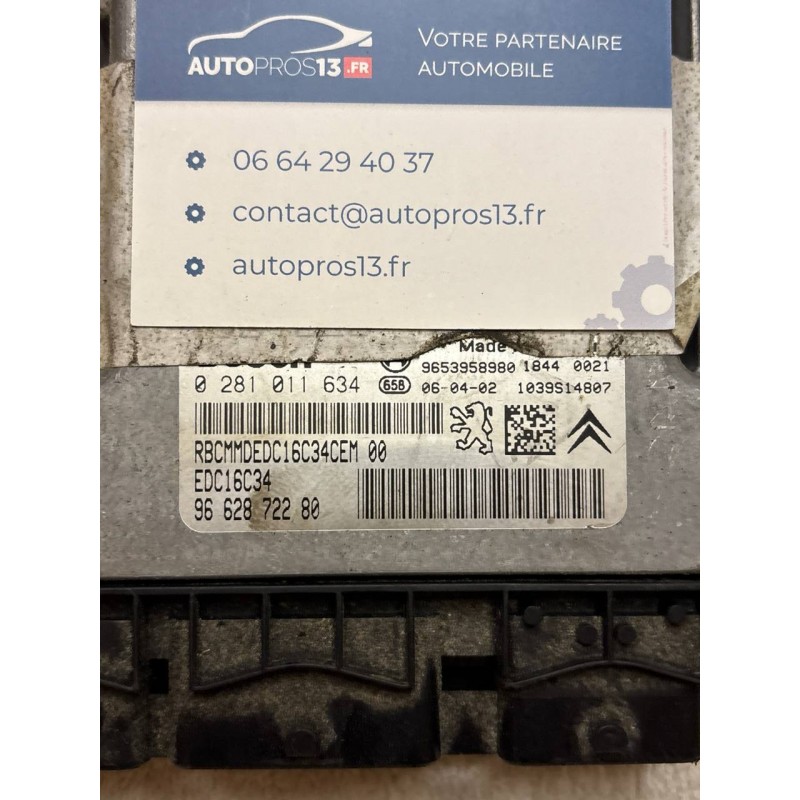 AUTOPROS13.FR
VOTRE PARTENAIRE
AUTOMOBILE
06 64 29 40 37
contact@autopros13.fr
autopros13.fr
Made
9653958980 1844 0021
0 281 011 634 658 06-04-02 1039S14807
RBCMMDEDC16C34CEM 00
EDC16C34
96 628 722 80